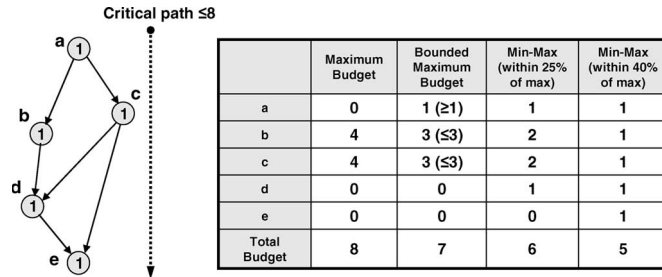 Critical path ≤8
a
1
c
1
b
1
d
1
e
1
Maximum Budget
Bounded Maximum Budget
Min-Max (within 25% of max)
Min-Max (within 40% of max)
a 0 1 (≥1) 1 1
b 4 3 (≤3) 2 1
c 4 3 (≤3) 2 1
d 0 0 1 1
e 0 0 0 1
Total Budget 8 7 6 5